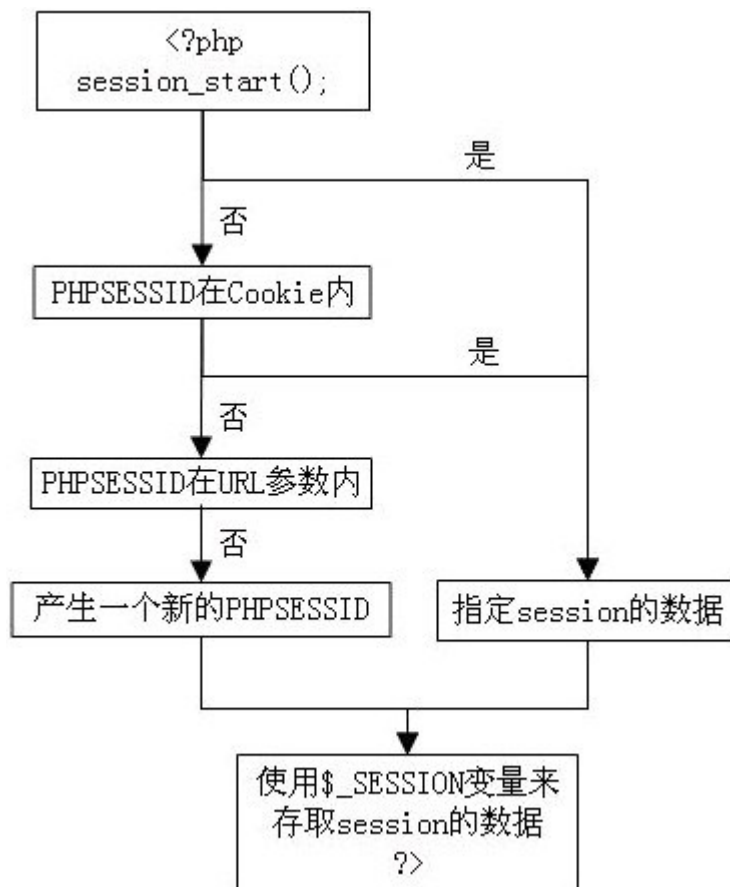 <?php
session_start();
是
否
PHPSESSID在Cookie内
是
否
PHPSESSID在URL参数内
否
产生一个新的PHPSESSID
指定session的数据
使用$_SESSION变量来
存取session的数据
?>